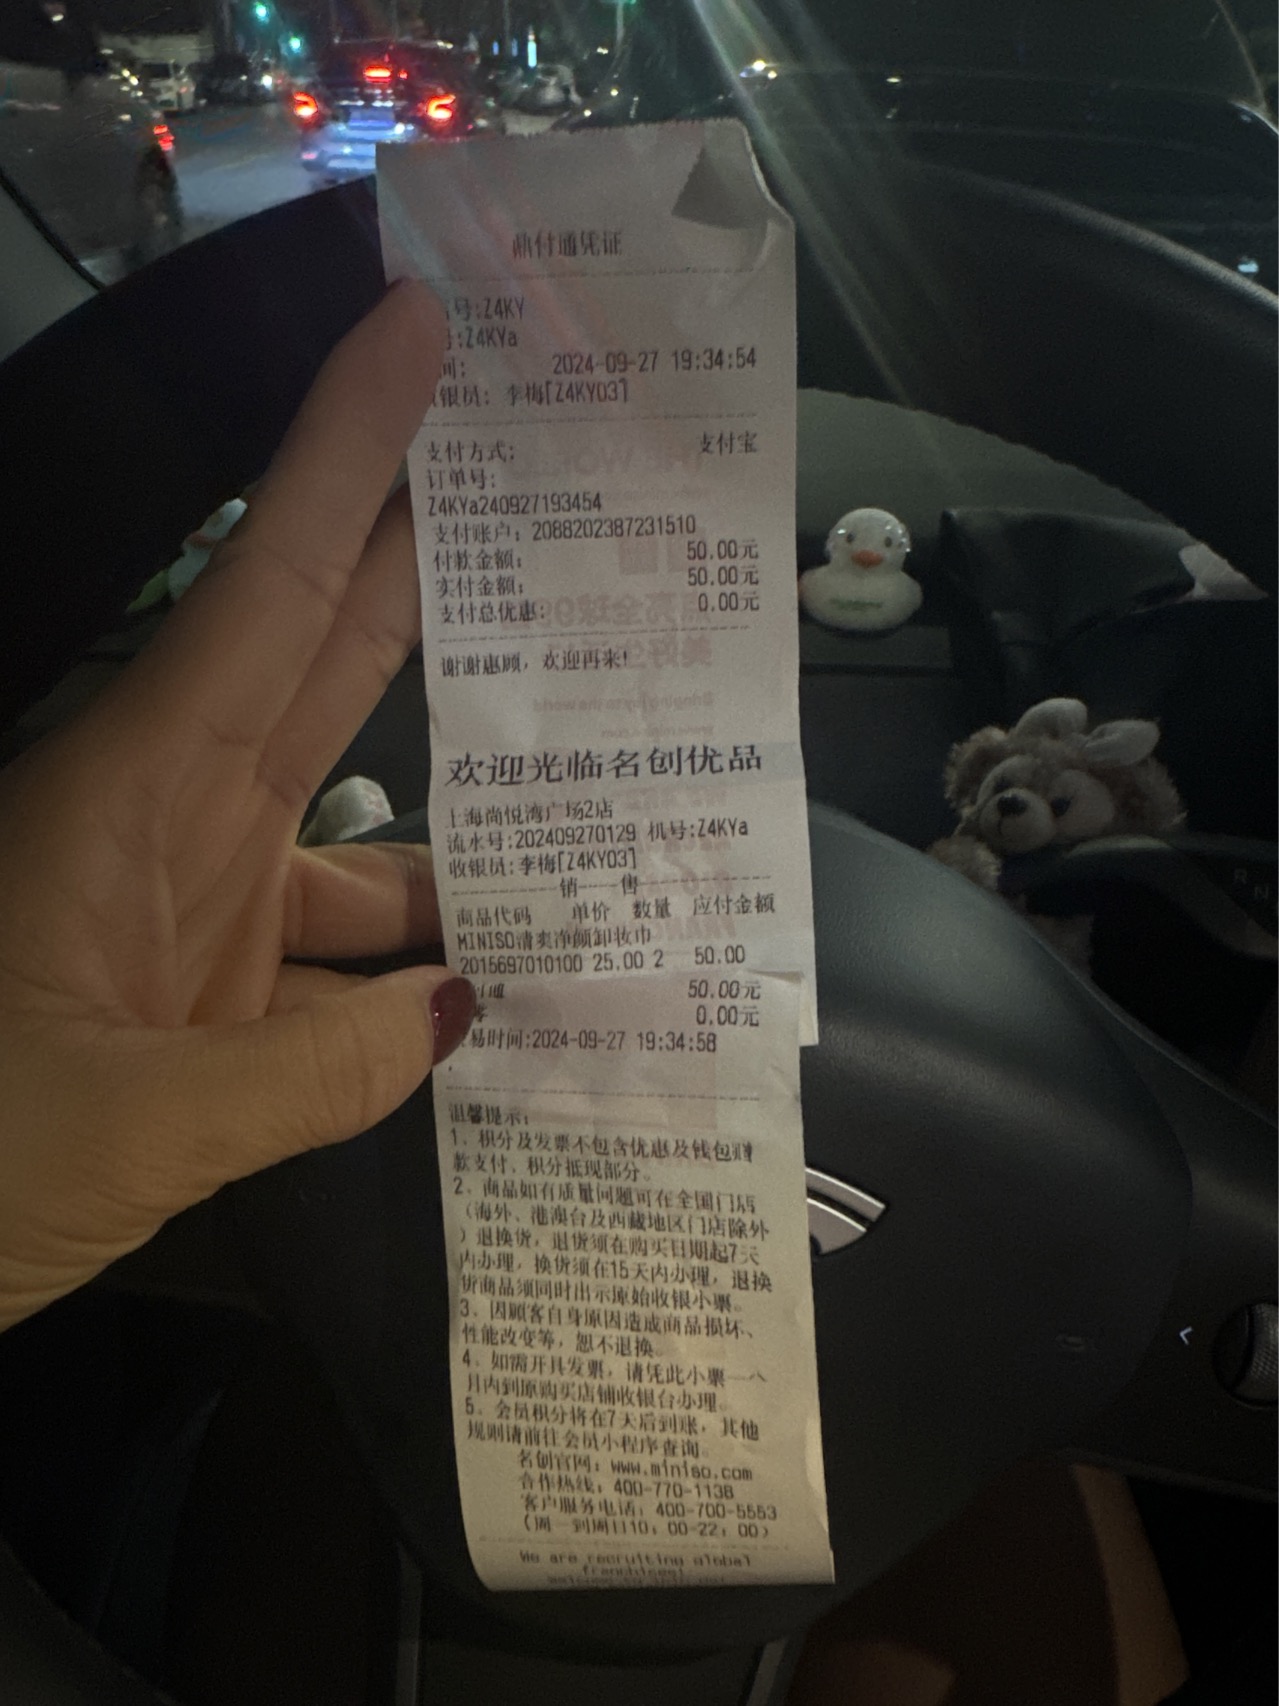 付通凭证
号:Z4KY
号:Z4KYa
间: 2024-09-27 19:34:54
银员: 李梅[Z4KY03]
支付方式: 支付宝
订单号:
Z4KYa240927193454
支付账户: 2088202387231510
付款金额: 50.00元
实付金额: 50.00元
支付总优惠: 0.00元
谢谢惠顾, 欢迎再来!
欢迎光临名创优品
上海尚悦湾广场2店
流水号:202409270129 机号:Z4KYa
收银员:李梅[Z4KY03]
销----售
商品代码 单价 数量 应付金额
MINISO清爽净颜卸妆巾
2015697010100 25.00 2 50.00
付通 50.00元
零 0.00元
易时间:2024-09-27 19:34:58
温馨提示:
1、积分及发票不包含优惠及钱包赠
款支付、积分抵现部分。
2、商品如有质量问题可在全国门店
（海外、港澳台及西藏地区门店除外
）退换货, 退货须在购买日期起7天
内办理, 换货须在15天内办理, 退换
货商品须同时出示原始收银小票。
3、因顾客自身原因造成商品损坏、
性能改变等, 恕不退换。
4、如需开具发票, 请凭此小票一个
月内到原购买店铺收银台办理。
5、会员积分将在7天后到账, 其他
规则请前往会员小程序查询。
名创官网: www.miniso.com
合作热线: 400-770-1138
客户服务电话: 400-700-5553
（周一到周日10: 00-22: 00）
We are recruiting global
franchisee!